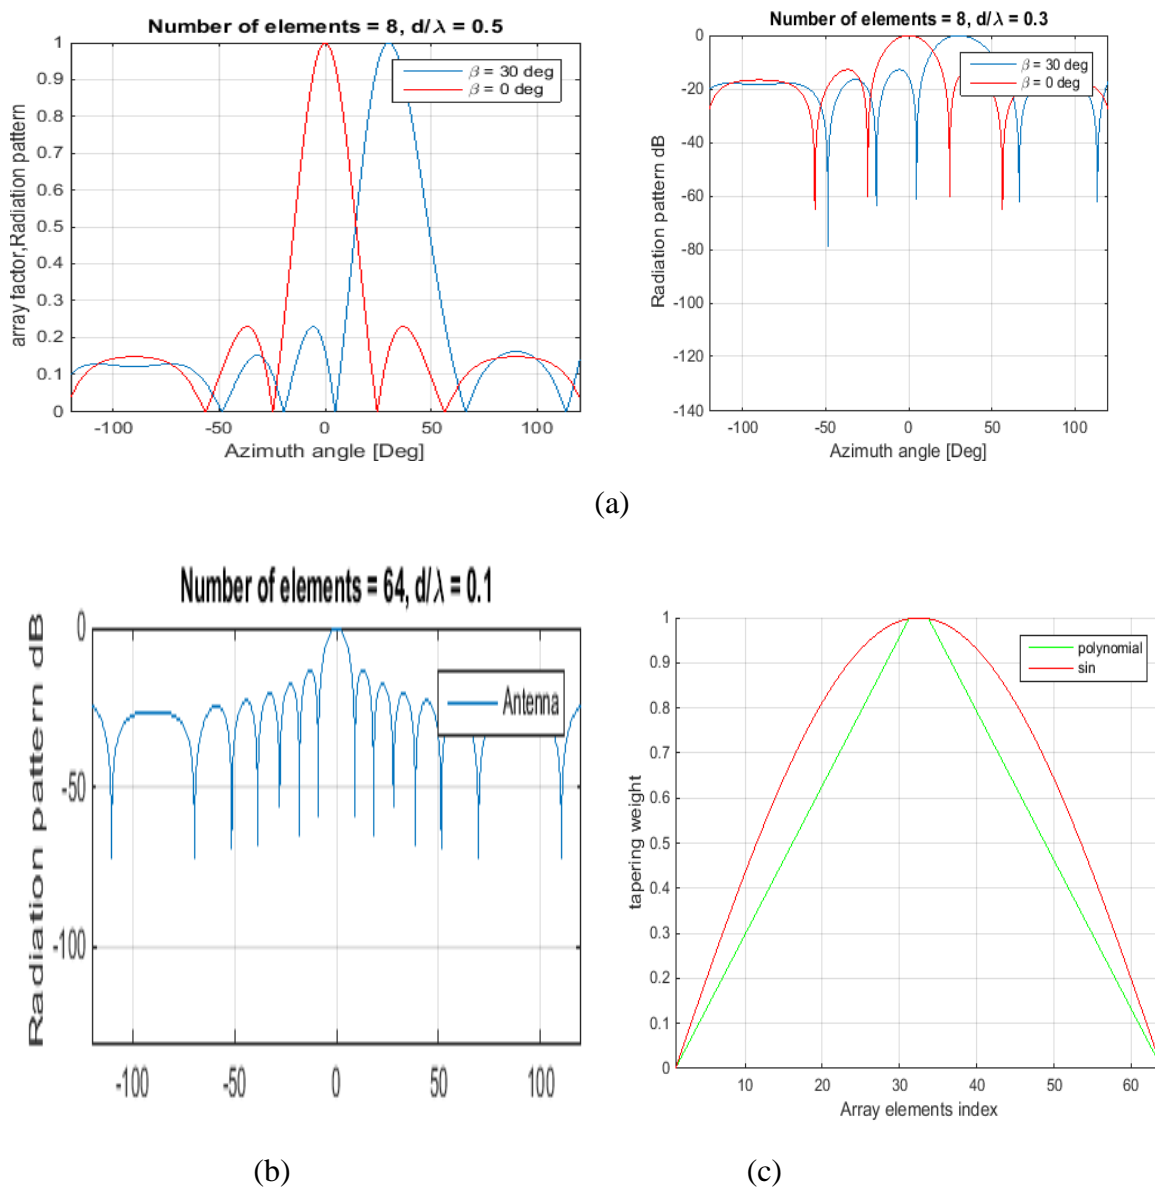 Number of elements = 8, d/λ = 0.5
array factor,Radiation pattern
1
0.9
0.8
0.7
0.6
0.5
0.4
0.3
0.2
0.1
0
β = 30 deg
β = 0 deg
-100 -50 0 50 100
Azimuth angle [Deg]
Number of elements = 8, d/λ = 0.3
Radiation pattern dB
0
-20
-40
-60
-80
-100
-120
-140
β = 30 deg
β = 0 deg
-100 -50 0 50 100
Azimuth angle [Deg]
(a)
Number of elements = 64, d/λ = 0.1
Radiation pattern dB
0
-50
-100
Antenna
-100 -50 0 50 100
tapering weight
1
0.9
0.8
0.7
0.6
0.5
0.4
0.3
0.2
0.1
0
polynomial
sin
10 20 30 40 50 60
Array elements index
(b) (c)